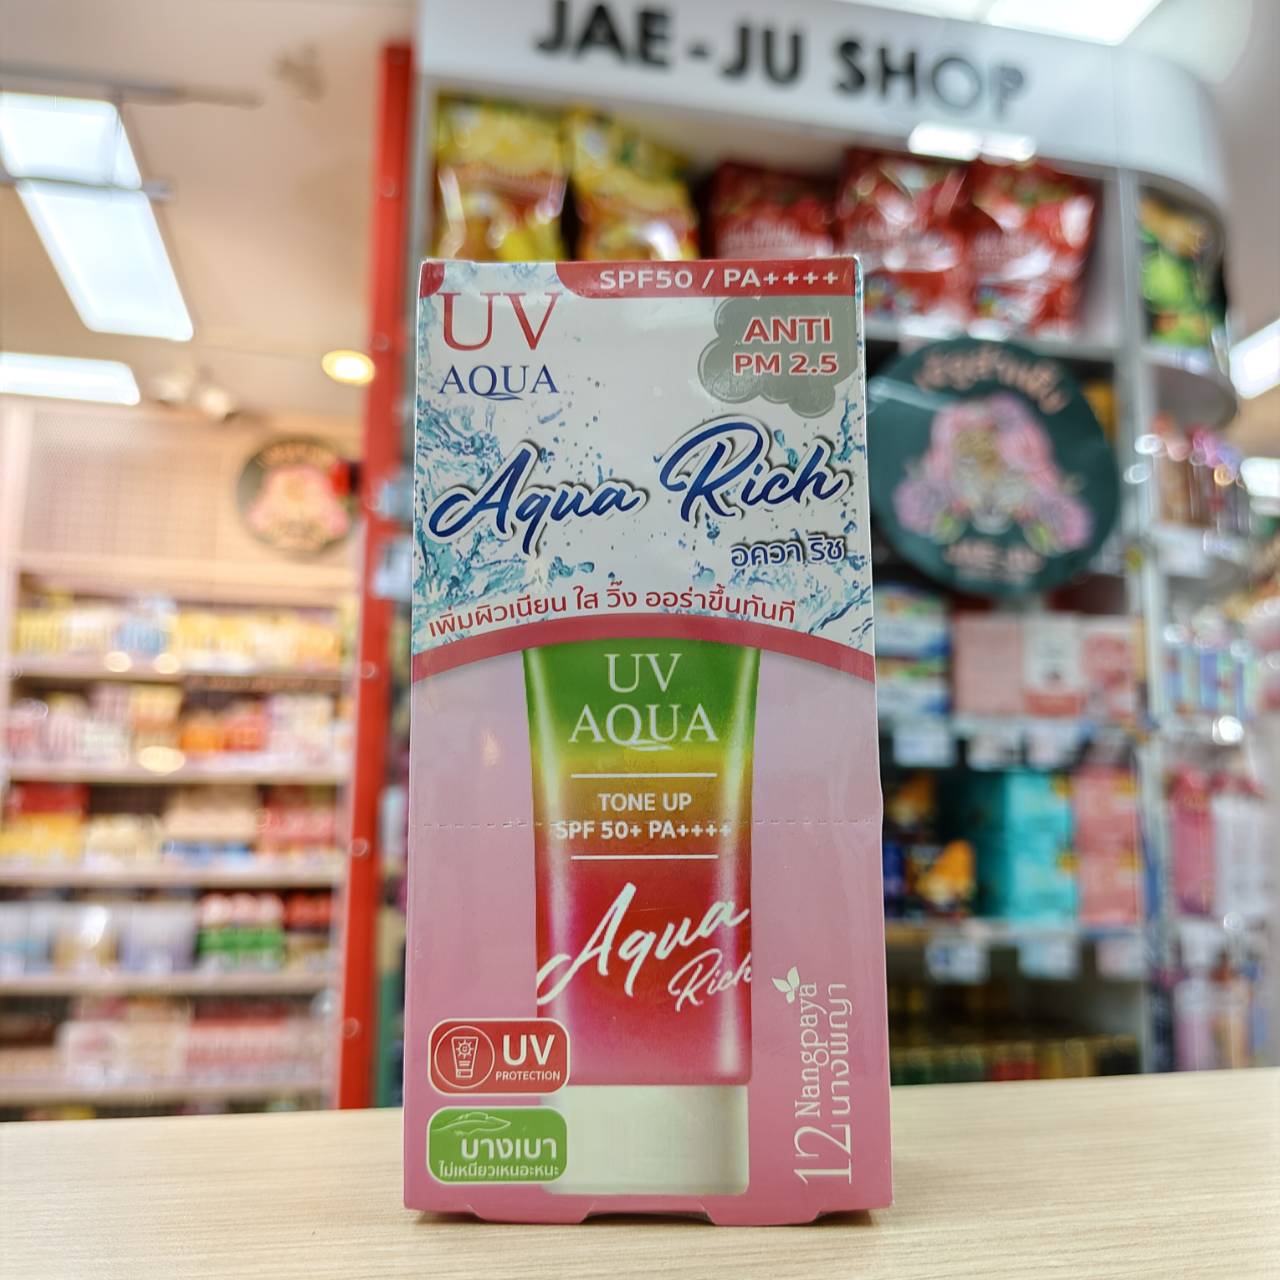 JAE-JU SHOP
SPF50 / PA++++
UV
AQUA
ANTI
PM 2.5
Aqua Rich
อควา ริช
เพิ่มผิวเนียน ใส วิ๊ง ออร่าขึ้นทันที
UV
AQUA
TONE UP
SPF 50+ PA++++
Aqua
Rich
UV
PROTECTION
บางเบา
ไม่เหนียวเหนอะหนะ
12 Nangpaya
นางพญา
JAE-JU